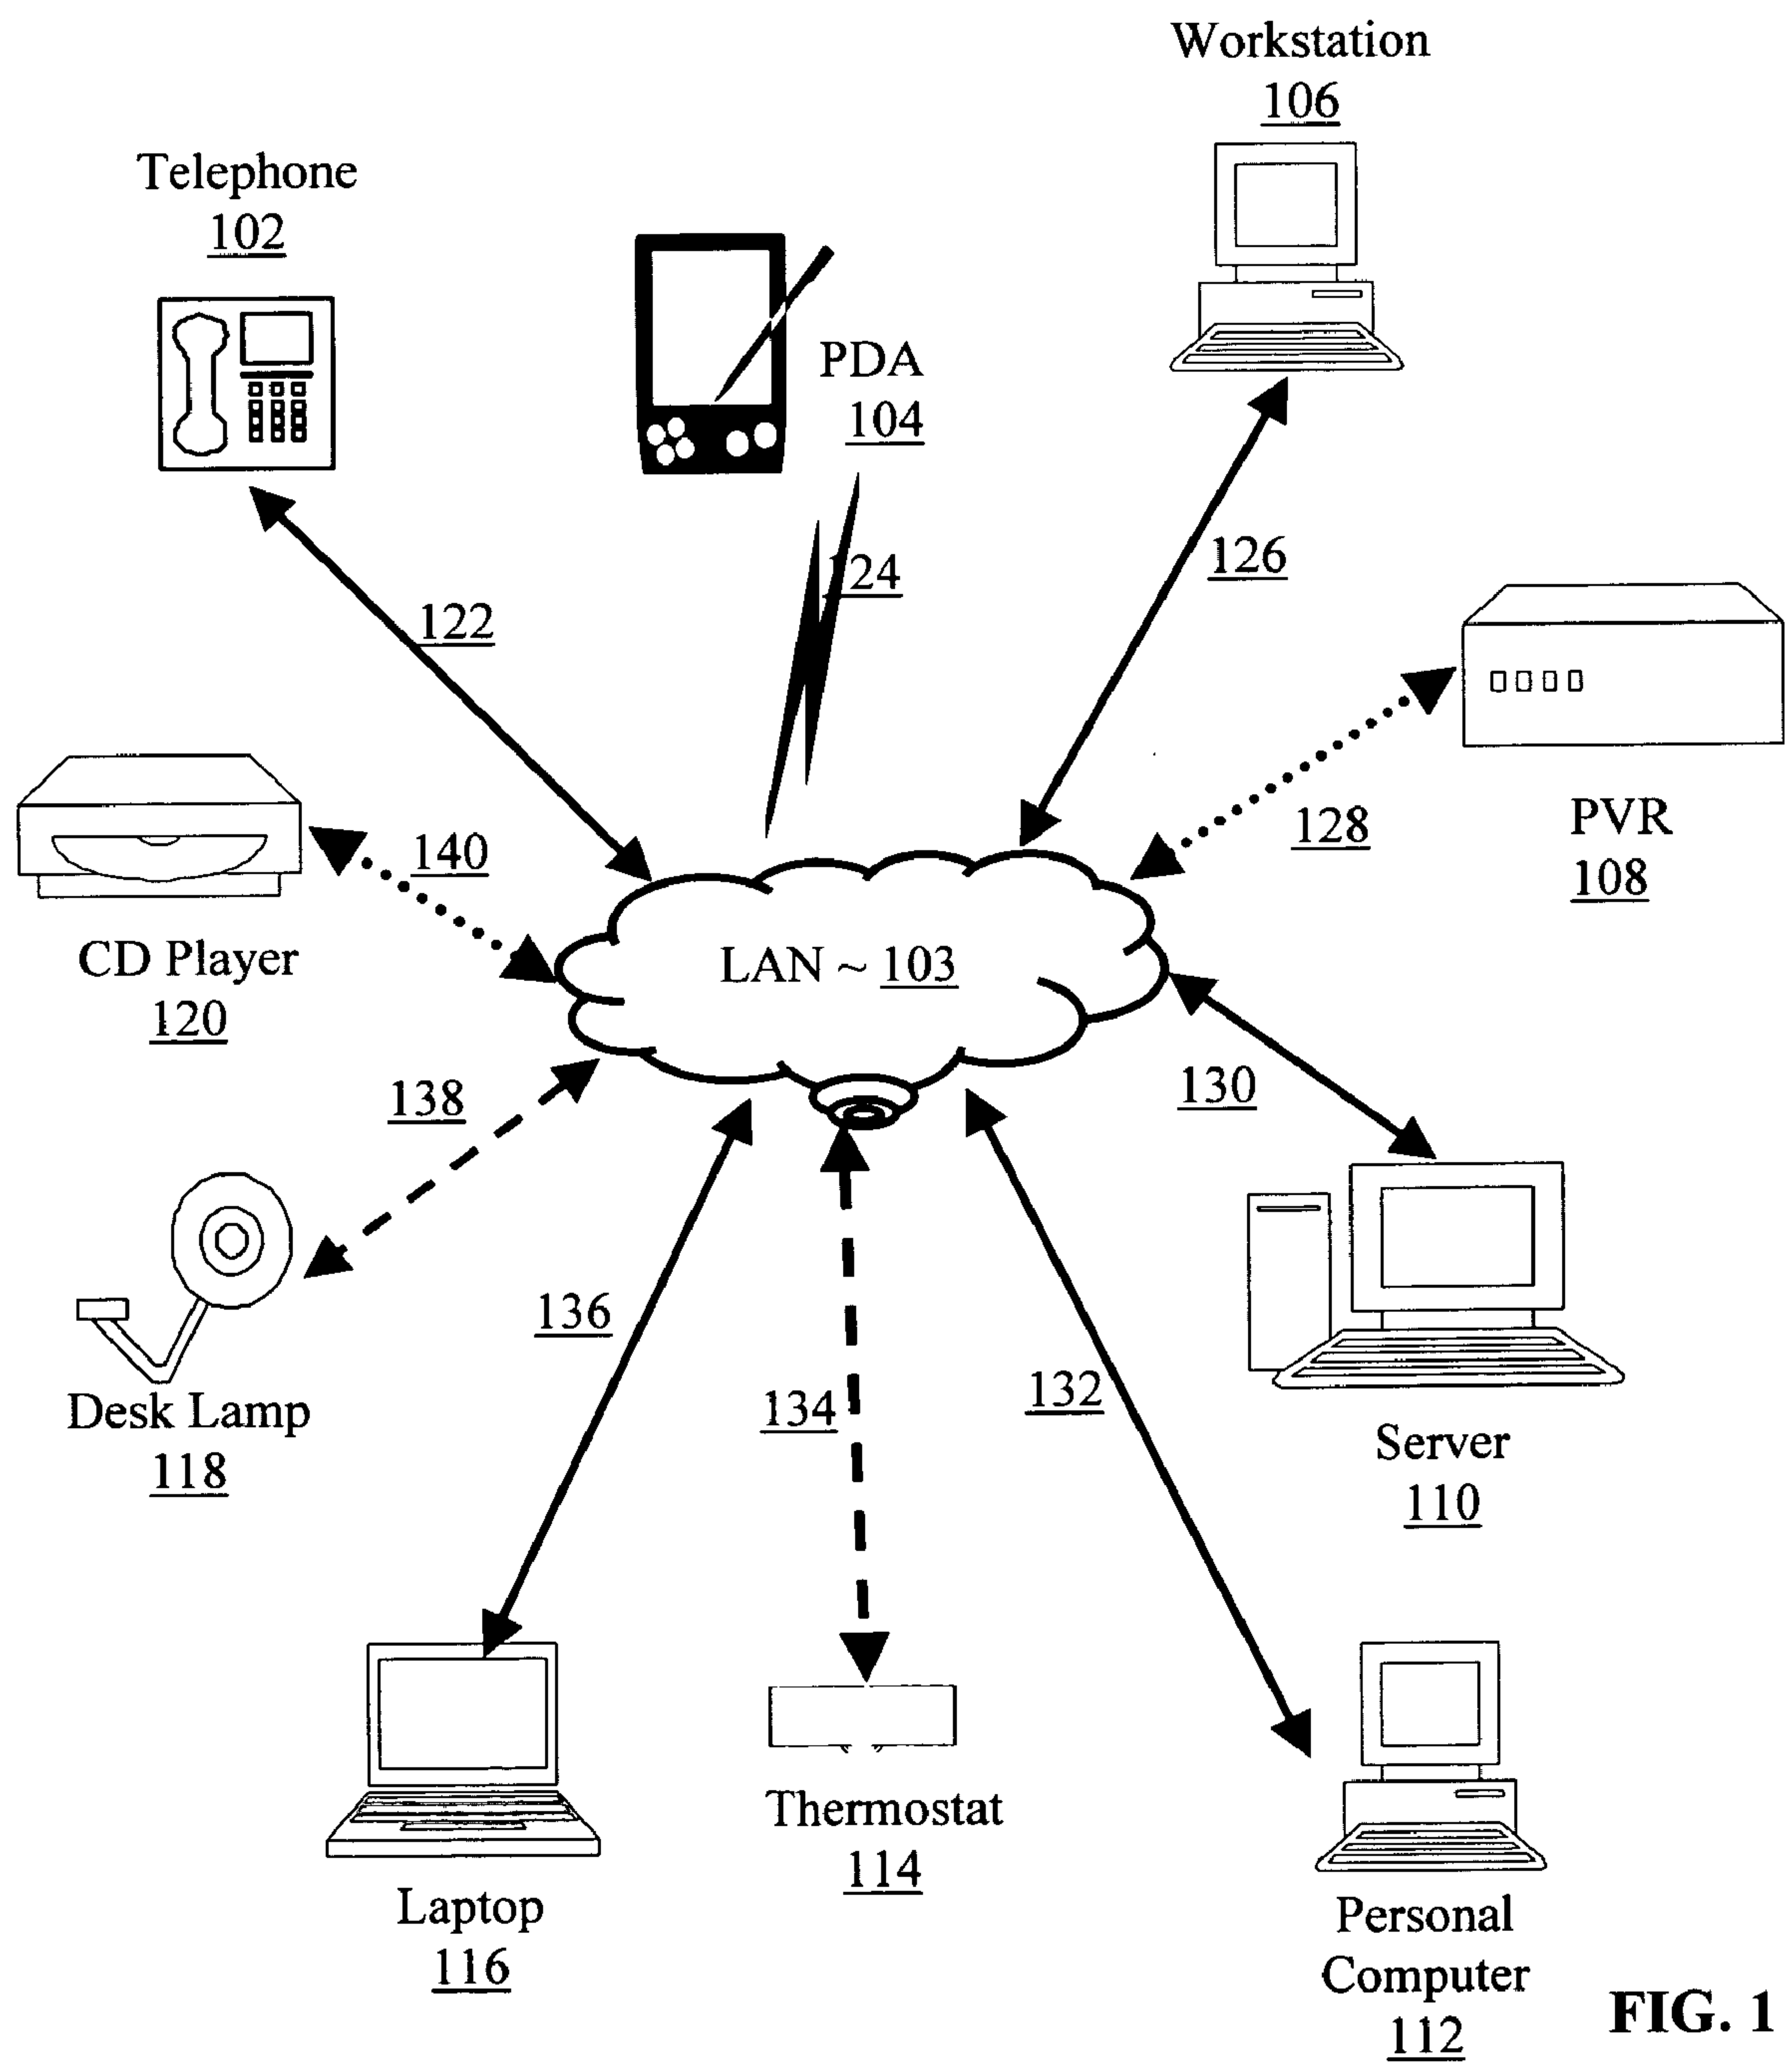 Workstation
106
Telephone
102
PDA
104
126
124
122
PVR
108
128
140
CD Player
120
LAN ~ 103
130
138
Desk Lamp
118
136
134
132
Server
110
Thermostat
114
Laptop
116
Personal
Computer
112
FIG. 1